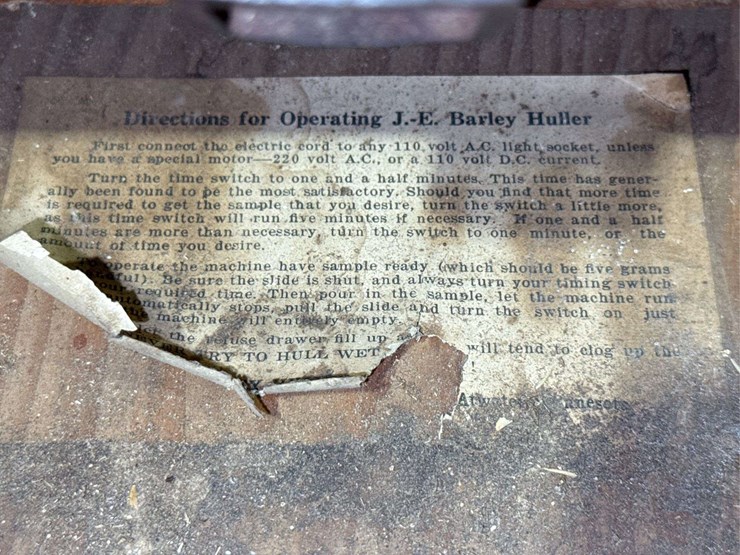 Directions for Operating J.-E. Barley Huller
First connect the electric cord to any 110 volt A.C. light socket, unless
you have a special motor—220 volt A.C., or a 110 volt D.C. current.
Turn the time switch to one and a half minutes. This time has gener-
ally been found to be the most satisfactory. Should you find that more time
is required to get the sample that you desire, turn the switch a little more,
as this time switch will run five minutes if necessary. If one and a half
minutes are more than necessary, turn the switch to one minute, or the
amount of time you desire.
operate the machine have sample ready (which should be five grams
Be sure the slide is shut, and always turn your timing switch
required time. Then pour in the sample, let the machine run
automatically stops, pull the slide and turn the switch on just
machine will entirely empty.
the refuse drawer fill up as will tend to clog up the
TRY TO HULL WET !
Atwater, Minnesota